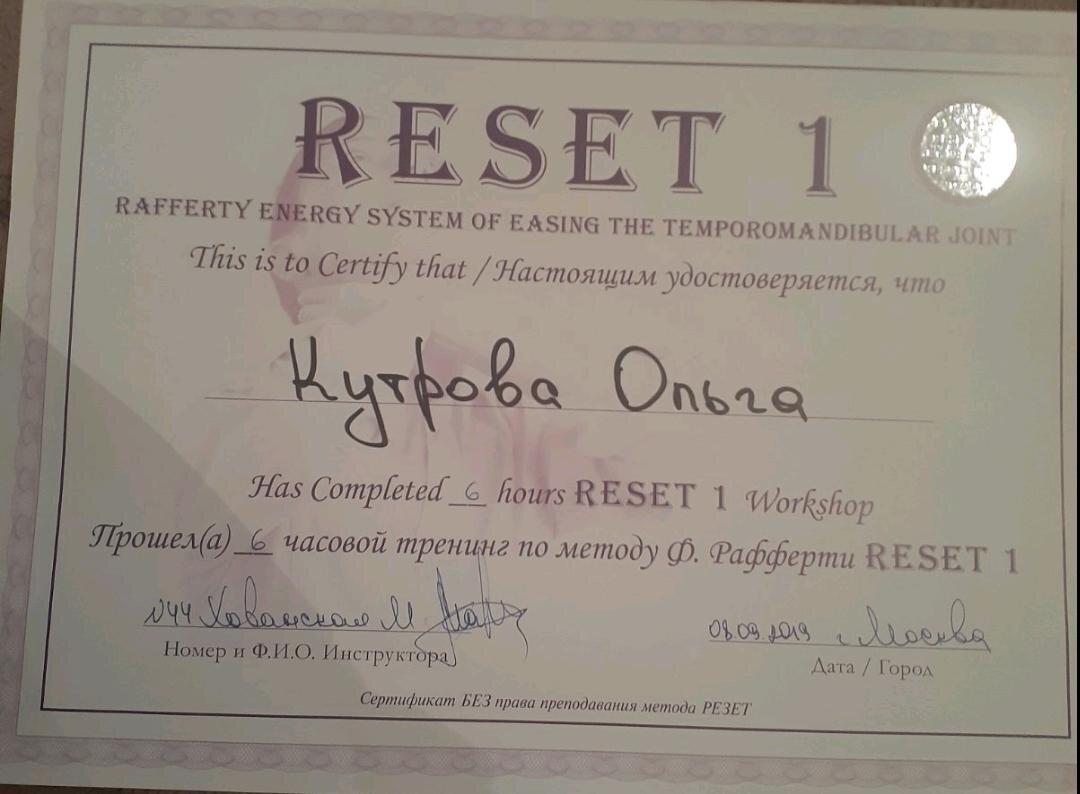 RESET 1
RAFFERTY ENERGY SYSTEM OF EASING THE TEMPOROMANDIBULAR JOINT
This is to Certify that / Настоящим удостоверяется, что
Кутрова Ольга
Has Completed 6 hours RESET 1 Workshop
Прошел(а) 6 часовой тренинг по методу Ф. Рафферти RESET 1
№44 Хованская М
Номер и Ф.И.О. Инструктора
08.09.2019 г. Москва
Дата / Город
Сертификат БЕЗ права преподавания метода РЕЗЕТ